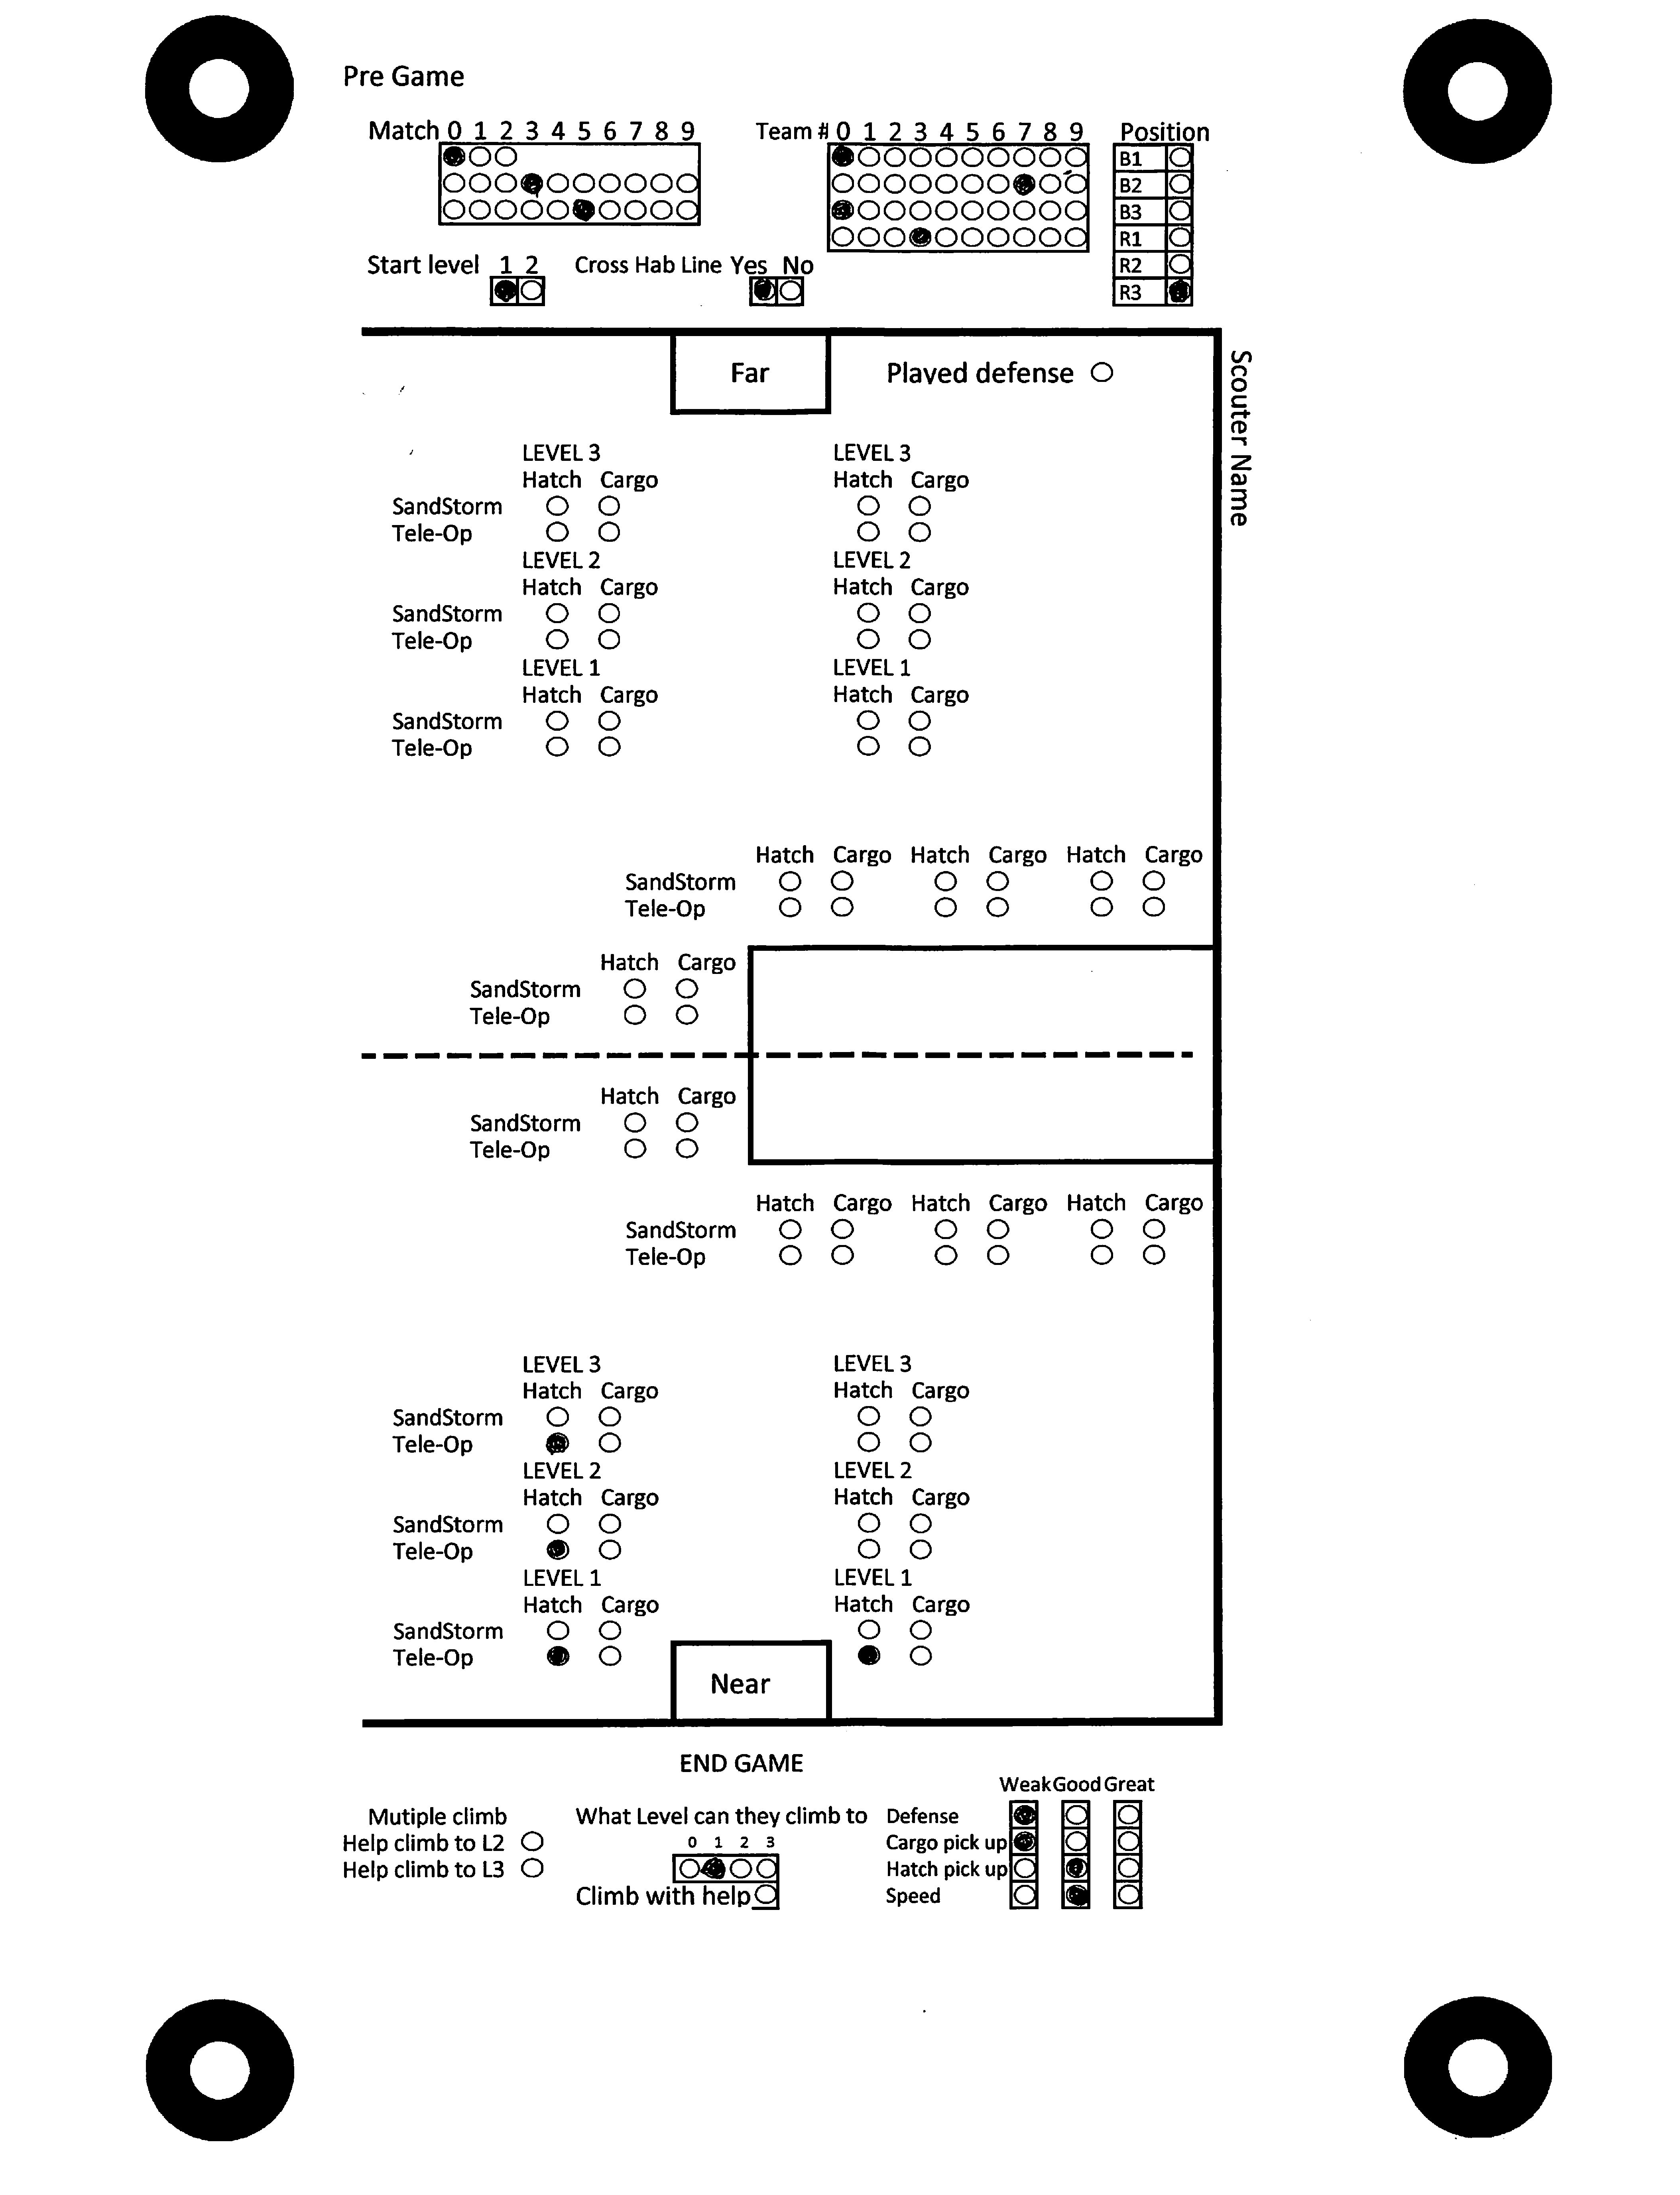 Pre Game
Match 0 1 2 3 4 5 6 7 8 9
Team # 0 1 2 3 4 5 6 7 8 9
Position
B1
B2
B3
R1
R2
R3
Start level 1 2
Cross Hab Line Yes No
Scouter Name
Far
Played defense
LEVEL 3 LEVEL 3
Hatch Cargo Hatch Cargo
SandStorm
Tele-Op
LEVEL 2 LEVEL 2
Hatch Cargo Hatch Cargo
SandStorm
Tele-Op
LEVEL 1 LEVEL 1
Hatch Cargo Hatch Cargo
SandStorm
Tele-Op
Hatch Cargo Hatch Cargo Hatch Cargo
SandStorm
Tele-Op
Hatch Cargo
SandStorm
Tele-Op
Hatch Cargo
SandStorm
Tele-Op
Hatch Cargo Hatch Cargo Hatch Cargo
SandStorm
Tele-Op
LEVEL 3 LEVEL 3
Hatch Cargo Hatch Cargo
SandStorm
Tele-Op
LEVEL 2 LEVEL 2
Hatch Cargo Hatch Cargo
SandStorm
Tele-Op
LEVEL 1 LEVEL 1
Hatch Cargo Hatch Cargo
SandStorm
Tele-Op
Near
END GAME
Mutiple climb
Help climb to L2
Help climb to L3
What Level can they climb to
0 1 2 3
Climb with help
Weak Good Great
Defense
Cargo pick up
Hatch pick up
Speed